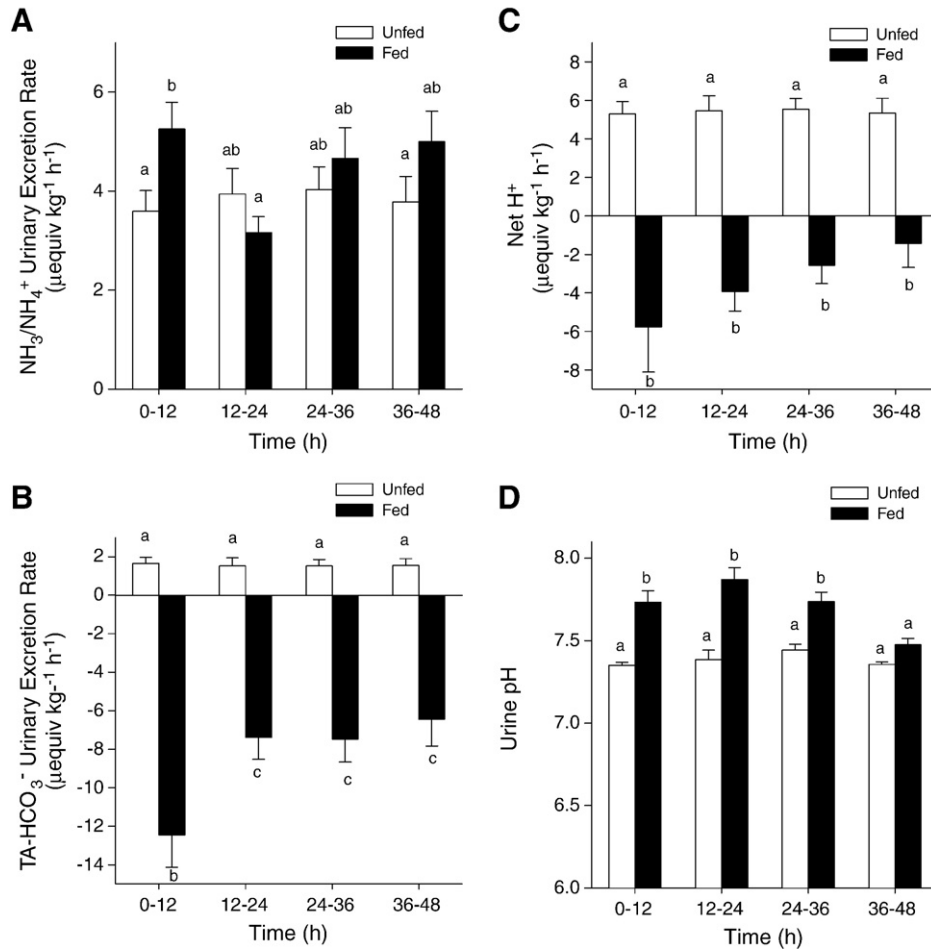 A
Unfed
Fed
NH₃/NH₄⁺ Urinary Excretion Rate
(µequiv kg⁻¹ h⁻¹)
6
4
2
0
a
b
ab
a
ab
ab
a
ab
0-12
12-24
24-36
36-48
Time (h)
B
Unfed
Fed
TA-HCO₃⁻ Urinary Excretion Rate
(µequiv kg-⁻¹ h⁻¹)
2
0
-2
-4
-6
-8
-10
-12
-14
a
a
a
a
b
c
c
c
0-12
12-24
24-36
36-48
Time (h)
C
Unfed
Fed
Net H⁺
(µequiv kg⁻¹ h⁻¹)
8
6
4
2
0
-2
-4
-6
-8
a
a
a
a
b
b
b
b
0-12
12-24
24-36
36-48
Time (h)
D
Unfed
Fed
Urine pH
8.0
7.5
7.0
6.5
6.0
a
b
a
b
a
b
a
a
0-12
12-24
24-36
36-48
Time (h)